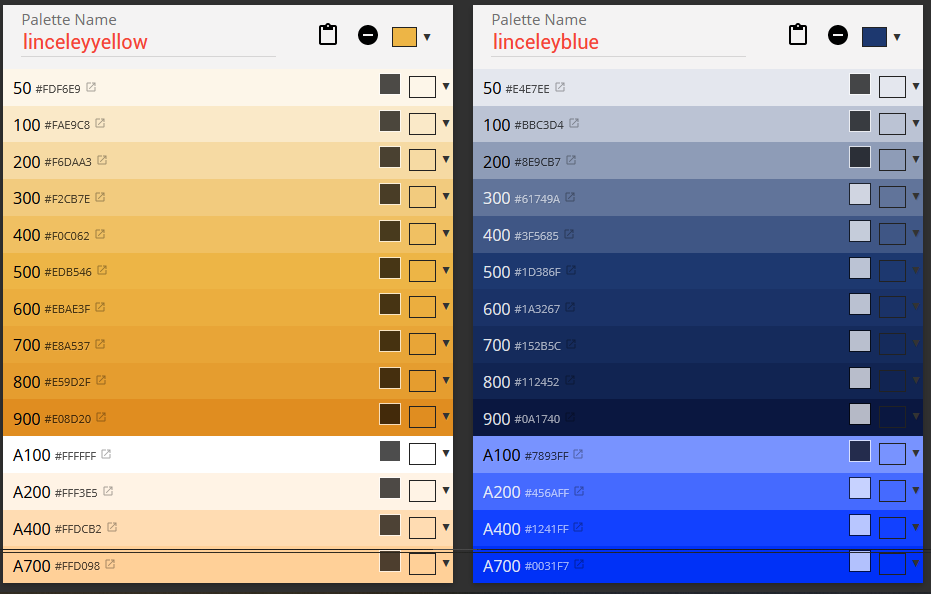 Palette Name
linceleyyellow
50 #FDF6E9
100 #FAE9C8
200 #F6DAA3
300 #F2CB7E
400 #F0C062
500 #EDB546
600 #EBAE3F
700 #E8A537
800 #E59D2F
900 #E08D20
A100 #FFFFFF
A200 #FFF3E5
A400 #FFDCB2
A700 #FFD098
Palette Name
linceleyblue
50 #E4E7EE
100 #BBC3D4
200 #8E9CB7
300 #61749A
400 #3F5685
500 #1D386F
600 #1A3267
700 #152B5C
800 #112452
900 #0A1740
A100 #7893FF
A200 #456AFF
A400 #1241FF
A700 #0031F7